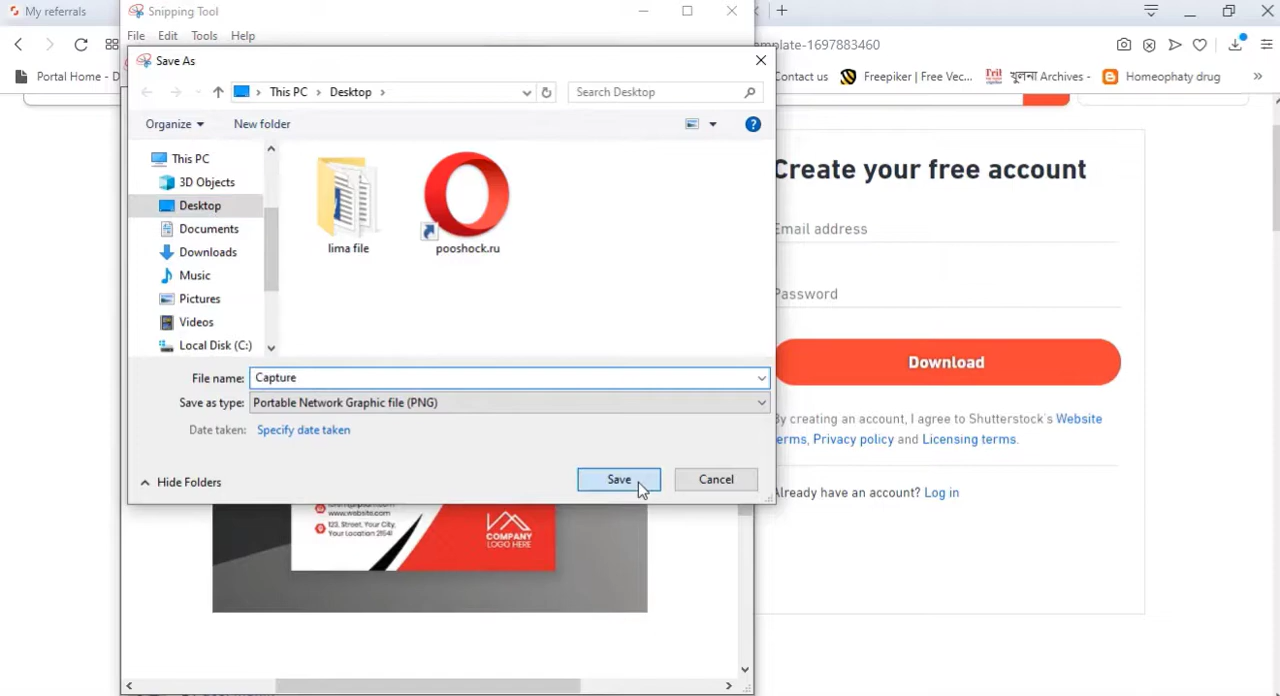 My referrals
Snipping Tool
File Edit Tools Help
Save As
This PC
Desktop
Search Desktop
Organize
New folder
This PC
3D Objects
Desktop
Documents
Downloads
Music
Pictures
Videos
Local Disk (C:)
lima file
pooshock.ru
File name: Capture
Save as type: Portable Network Graphic file (PNG)
Date taken: Specify date taken
Hide Folders
Save
Cancel
www.website.com
123, Street, Your City,
Your Location 21541
COMPANY
LOGO HERE
emplate-1697883460
Portal Home - D
Contact us
Freepiker | Free Vec...
খুলনা Archives -
Homeophaty drug
Create your free account
Email address
Password
Download
By creating an account, I agree to Shutterstock's Website
erms, Privacy policy and Licensing terms.
Already have an account? Log in